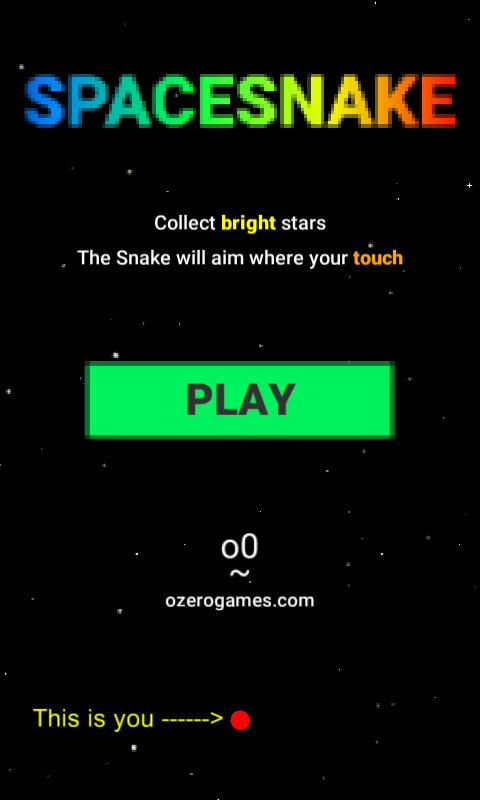 SPACESNAKE
Collect bright stars
The Snake will aim where your touch
PLAY
o0
~
ozerogames.com
This is you ------>